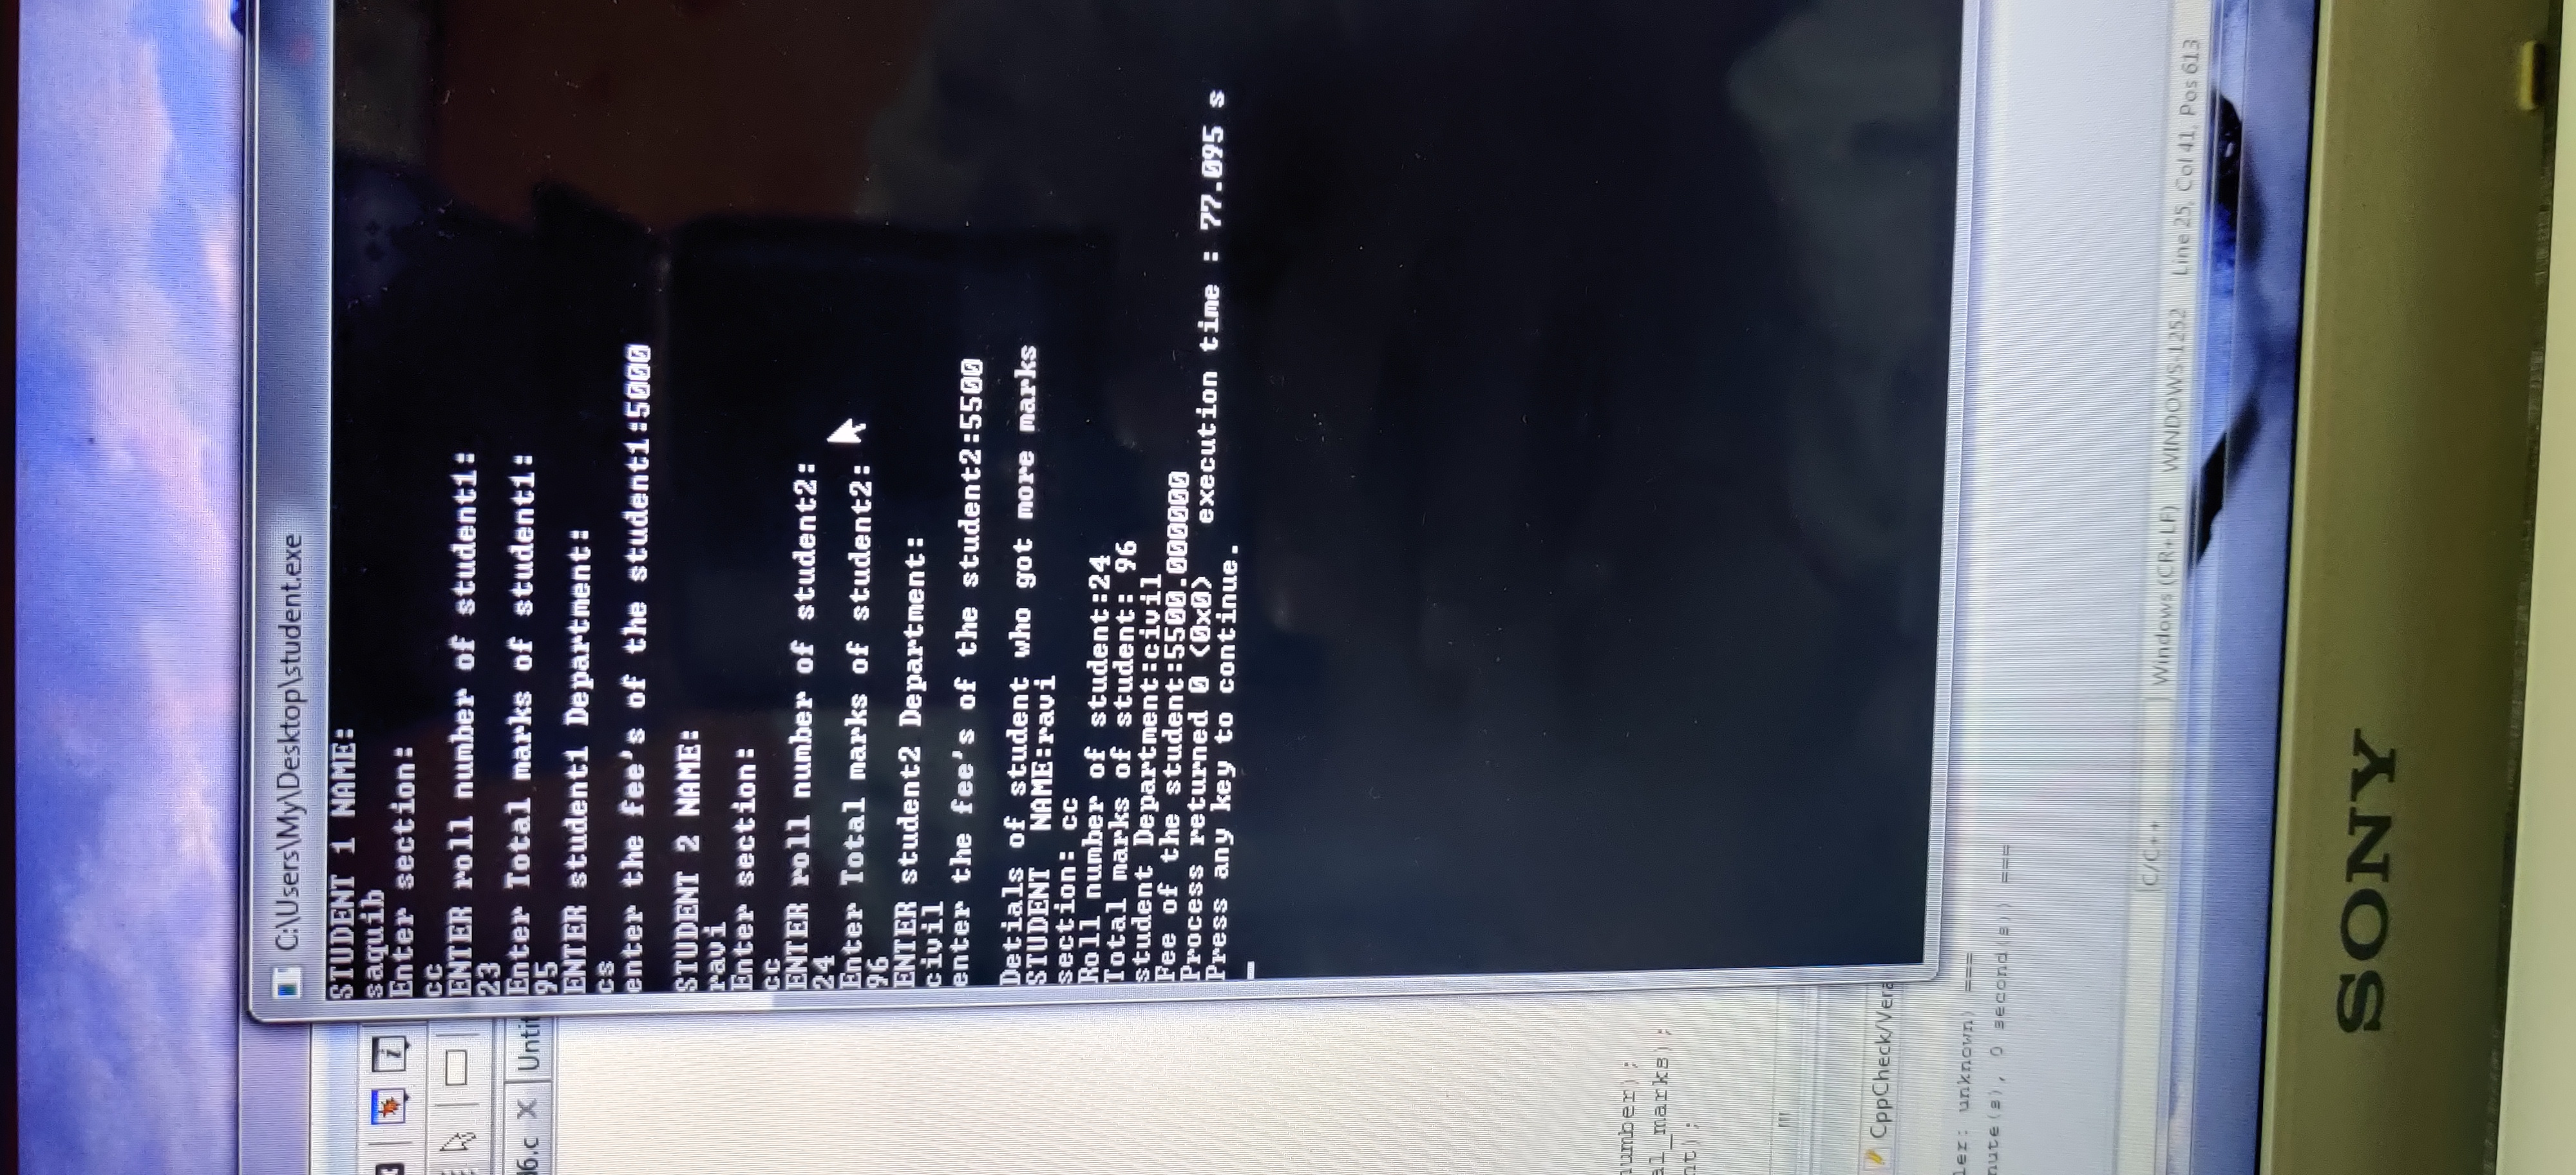 C:\Users\My\Desktop\student.exe
STUDENT 1 NAME:
saquib
Enter section:
cc
ENTER roll number of student1:
23
Enter Total marks of student1:
95
ENTER student1 Department:
cs
enter the fee's of the student1:5000
STUDENT 2 NAME:
ravi
Enter section:
cc
ENTER roll number of student2:
24
Enter Total marks of student2:
96
ENTER student2 Department:
civil
enter the fee's of the student2:5500
Detials of student who got more marks
STUDENT  NAME:ravi
section: cc
Roll number of student:24
Total marks of student: 96
student Department:civil
Fee of the student:5500.000000
Process returned 0 (0x0)   execution time : 77.095 s
Press any key to continue.
6.c
Untit
number);
al_marks);
nt);
CppCheck/Vera
ler: unknown) ===
nute(s), 0 second(s)) ===
C/C++ Windows (CR+LF) WINDOWS-1252 Line 25, Col 41, Pos 613
SONY